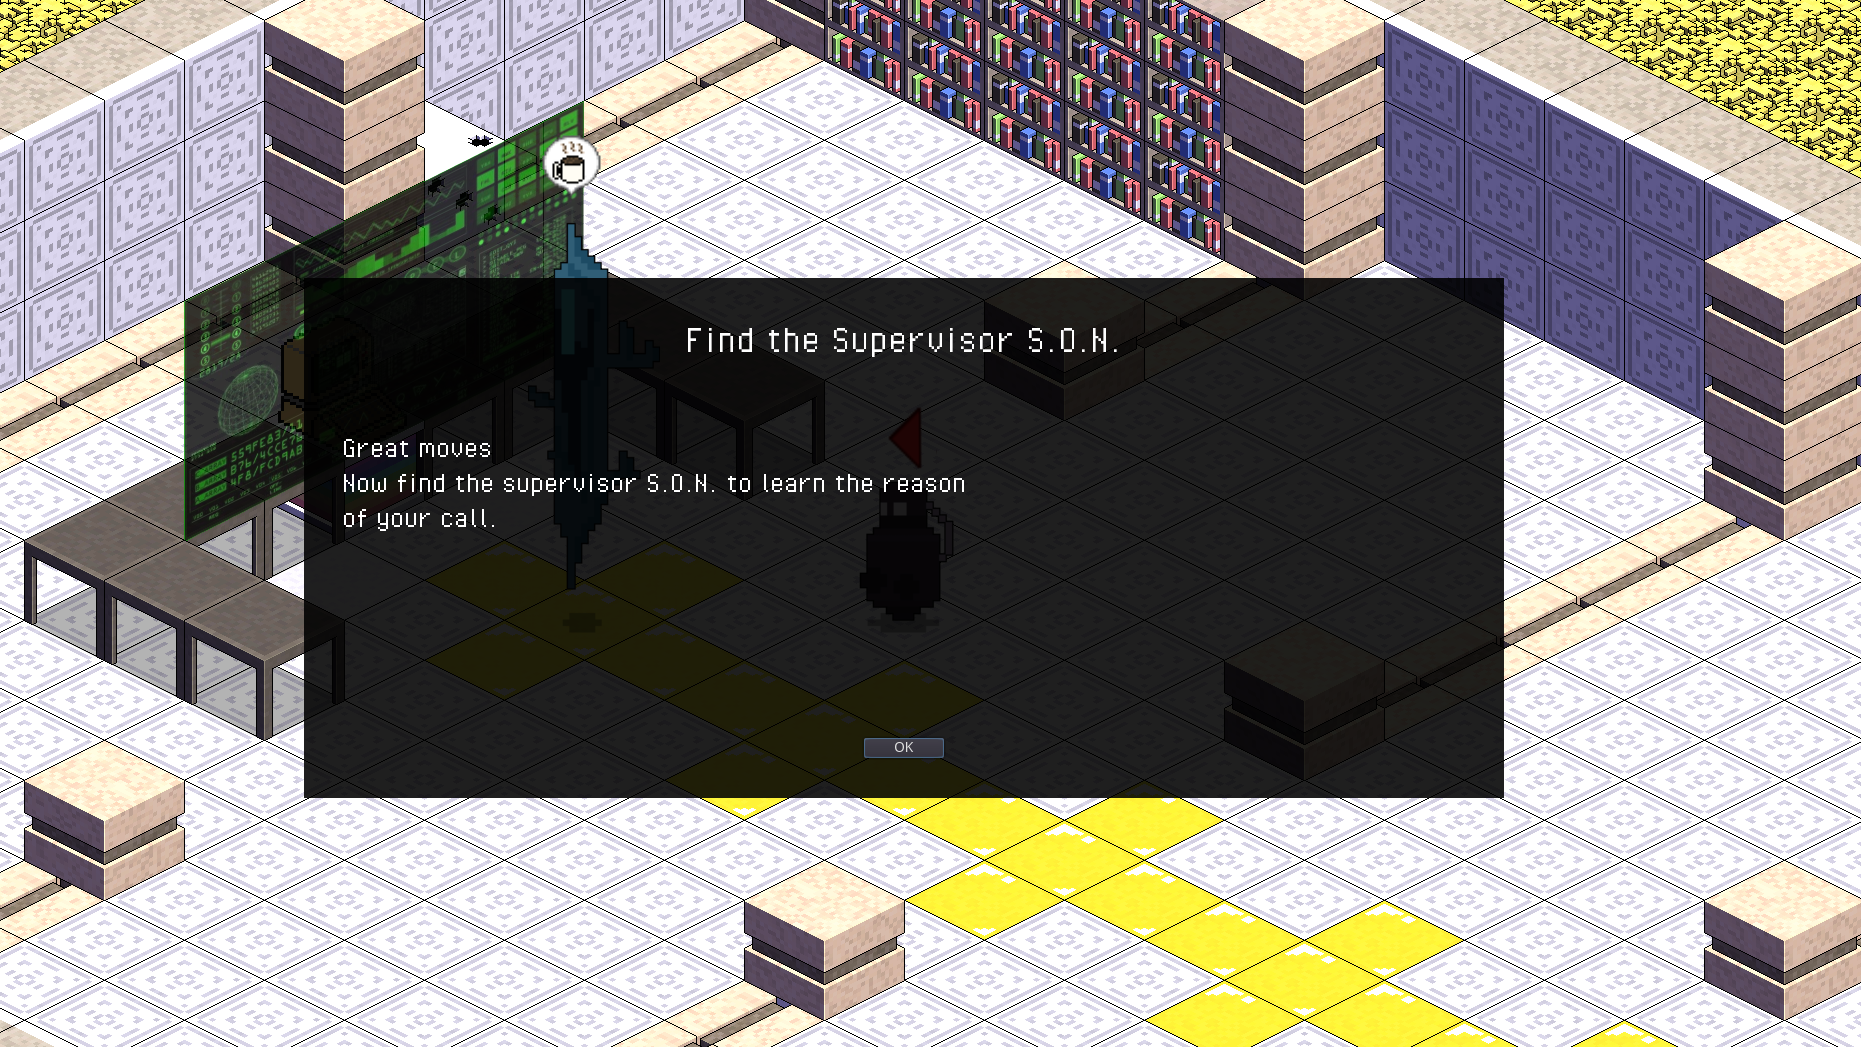 Find the Supervisor S.O.N.
Great moves
Now find the supervisor S.O.N. to learn the reason
of your call.
OK